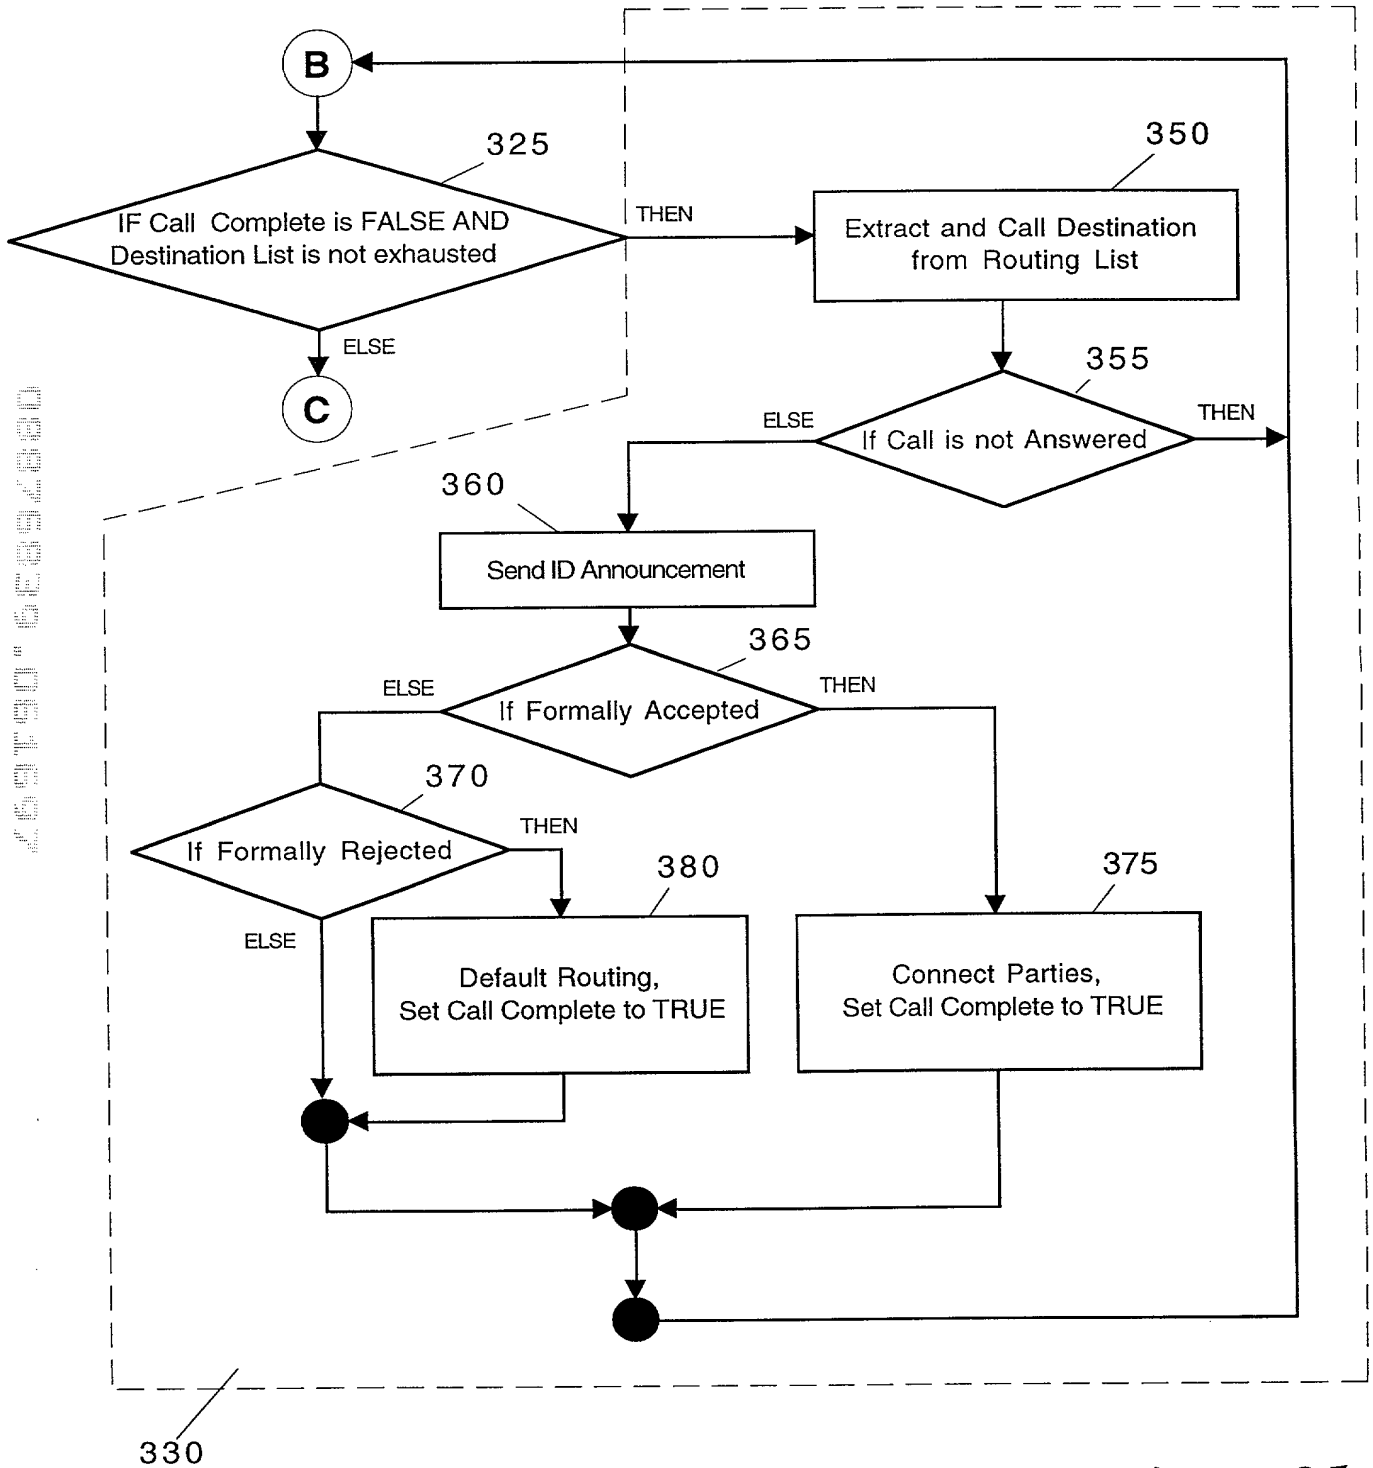 B
325
350
IF Call Complete is FALSE AND
Destination List is not exhausted
THEN
Extract and Call Destination
from Routing List
ELSE
C
355
ELSE
If Call is not Answered
THEN
360
Send ID Announcement
365
ELSE
If Formally Accepted
THEN
370
If Formally Rejected
THEN
380
375
ELSE
Default Routing,
Set Call Complete to TRUE
Connect Parties,
Set Call Complete to TRUE
330